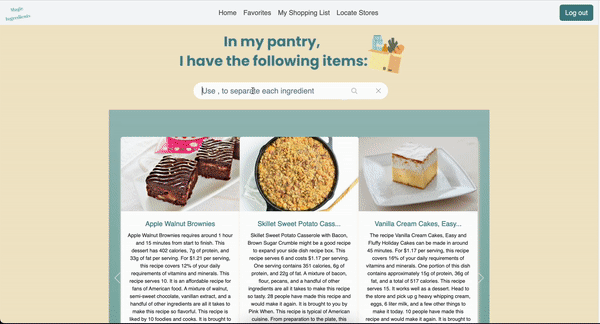 Magic
Ingredients
Home Favorites My Shopping List Locate Stores
Log out
In my pantry,
I have the following items:
Use , to separate each ingredient
Apple Walnut Brownies
Apple Walnut Brownies requires around 1 hour
and 15 minutes from start to finish. This
dessert has 402 calories, 7g of protein, and
33g of fat per serving. For $1.21 per serving,
this recipe covers 12% of your daily
requirements of vitamins and minerals. This
recipe serves 10. It is an affordable recipe for
fans of American food. A mixture of walnut,
semi-sweet chocolate, vanilla extract, and a
handful of other ingredients are all it takes to
make this recipe so flavorful. This recipe is
liked by 10 foodies and cooks. It is brought to
Skillet Sweet Potato Cass...
Skillet Sweet Potato Casserole with Bacon,
Brown Sugar Crumble might be a good recipe
to expand your side dish recipe box. This
recipe serves 6 and costs $1.17 per serving.
One serving contains 351 calories, 6g of
protein, and 22g of fat. A mixture of bacon,
flour, pecans, and a handful of other
ingredients are all it takes to make this recipe
so tasty. 28 people have made this recipe and
would make it again. It is brought to you by
Pink When. This recipe is typical of American
cuisine. From preparation to the plate, this
Vanilla Cream Cakes, Easy...
The recipe Vanilla Cream Cakes, Easy and
Fluffy Holiday Cakes can be made in around
45 minutes. For $1.17 per serving, this recipe
covers 16% of your daily requirements of
vitamins and minerals. One portion of this dish
contains approximately 15g of protein, 36g of
fat, and a total of 517 calories. This recipe
serves 15. It works well as a dessert. Head to
the store and pick up g heavy whipping cream,
eggs, 6 liter milk, and a few other things to
make it today. 10 people have made this
recipe and would make it again. It is brought